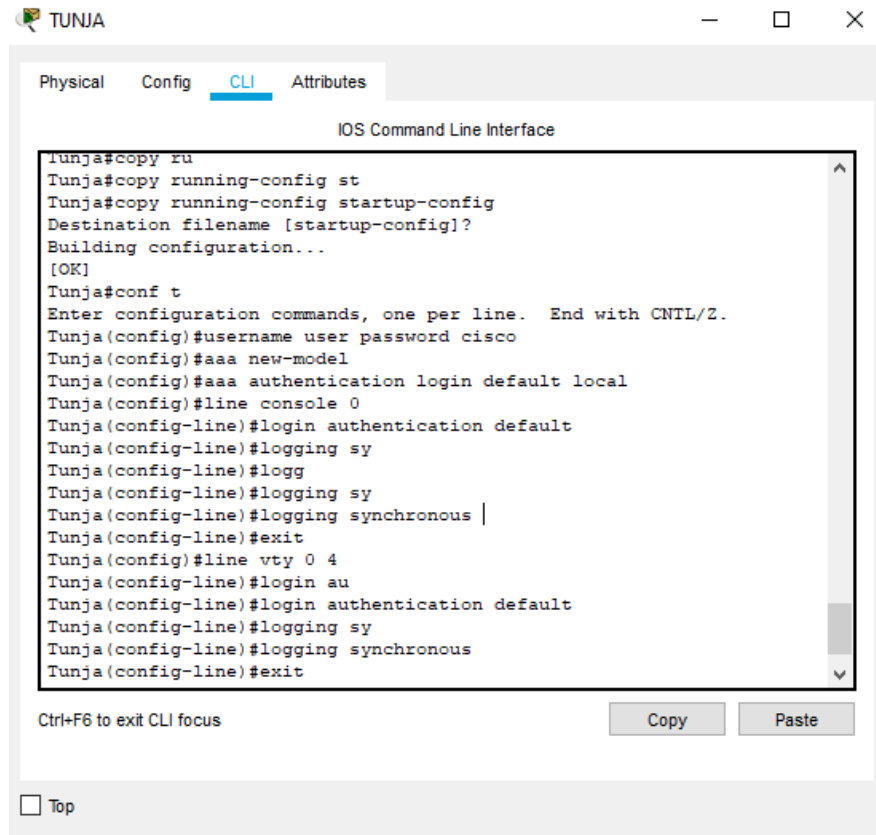 TUNJA
Physical Config CLI Attributes
IOS Command Line Interface
Tunja#copy ru
Tunja#copy running-config st
Tunja#copy running-config startup-config
Destination filename [startup-config]?
Building configuration...
[OK]
Tunja#conf t
Enter configuration commands, one per line.  End with CNTL/Z.
Tunja(config)#username user password cisco
Tunja(config)#aaa new-model
Tunja(config)#aaa authentication login default local
Tunja(config)#line console 0
Tunja(config-line)#login authentication default
Tunja(config-line)#logging sy
Tunja(config-line)#logg
Tunja(config-line)#logging sy
Tunja(config-line)#logging synchronous
Tunja(config-line)#exit
Tunja(config)#line vty 0 4
Tunja(config-line)#login au
Tunja(config-line)#login authentication default
Tunja(config-line)#logging sy
Tunja(config-line)#logging synchronous
Tunja(config-line)#exit
Ctrl+F6 to exit CLI focus
Copy Paste
Top